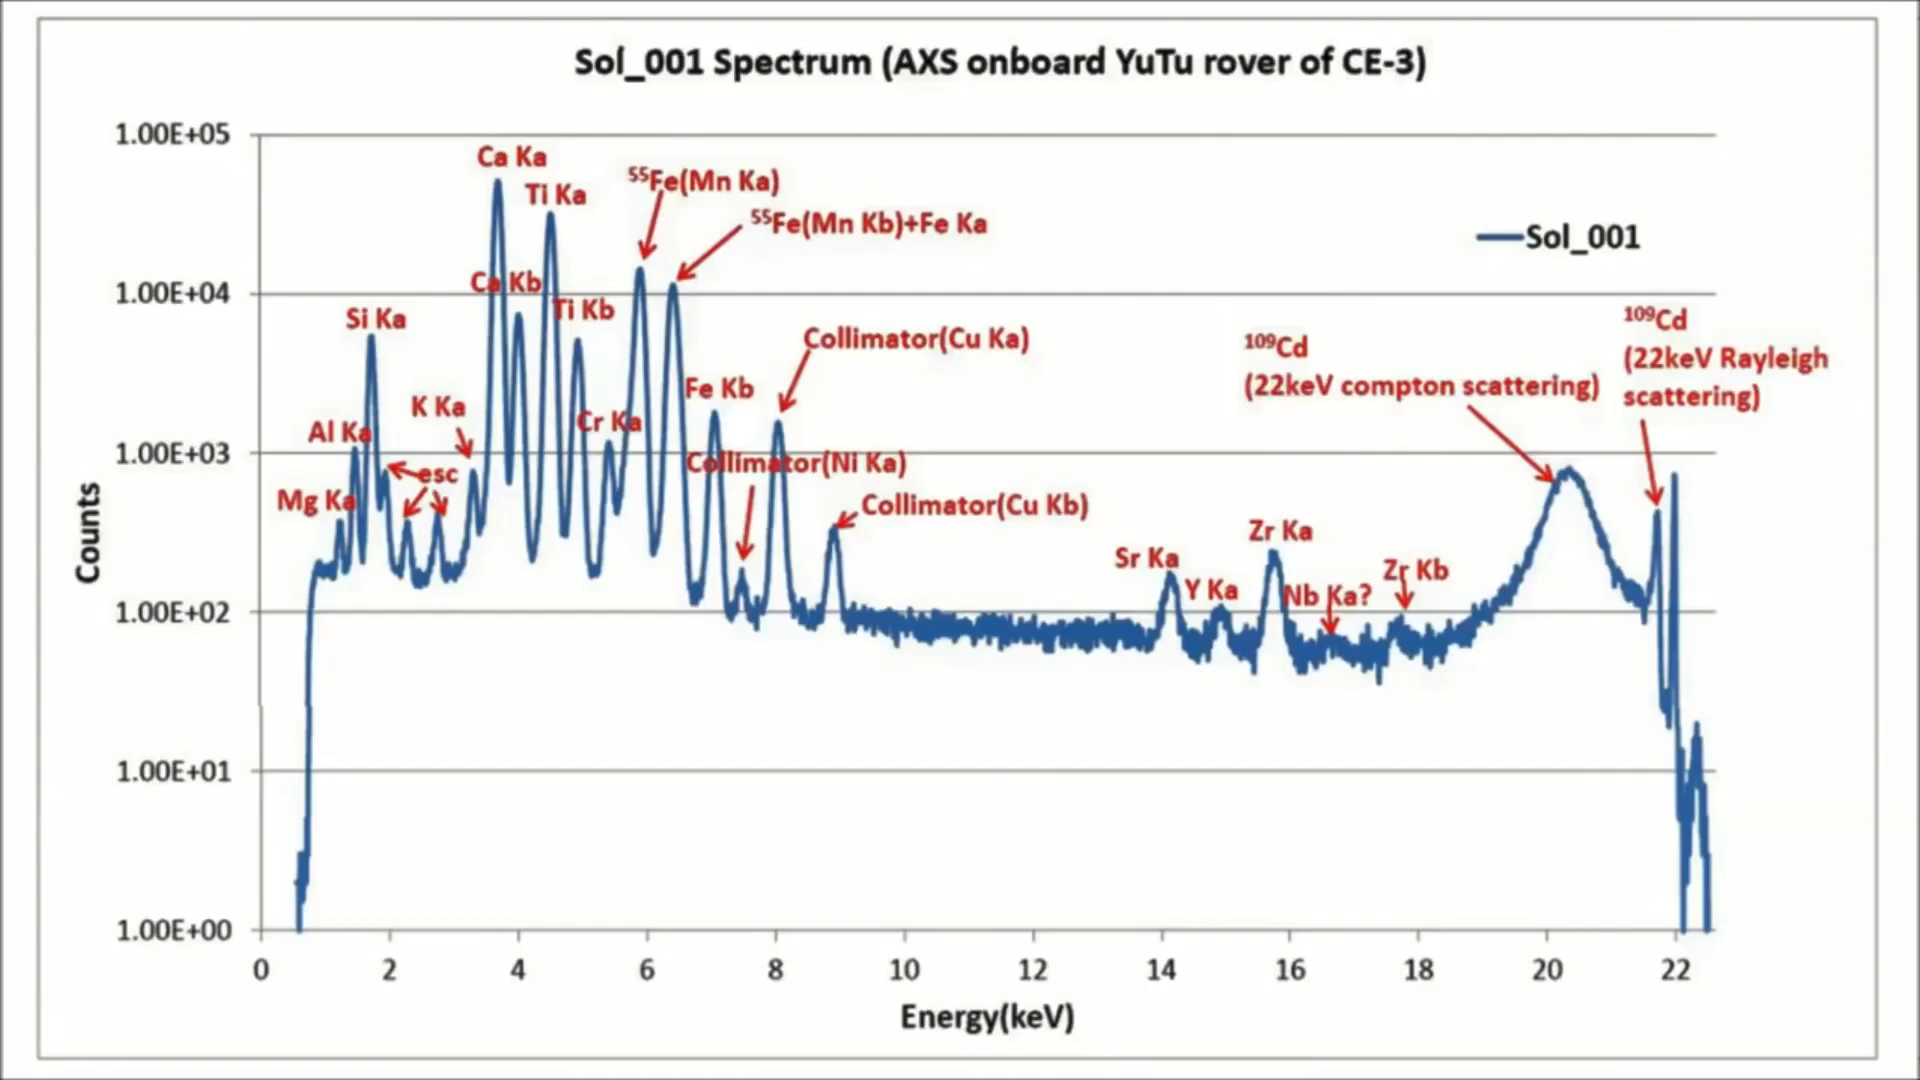 Sol_001 Spectrum (AXS onboard YuTu rover of CE-3)
1.00E+05
1.00E+04
1.00E+03
1.00E+02
1.00E+01
1.00E+00
Counts
Ca Ka
Ti Ka
55Fe(Mn Ka)
55Fe(Mn Kb)+Fe Ka
Sol_001
Ca Kb
Ti Kb
Si Ka
Collimator(Cu Ka)
109Cd
(22keV compton scattering)
109Cd
(22keV Rayleigh
scattering)
Fe Kb
K Ka
Cr Ka
Al Ka
esc
Collimator(Ni Ka)
Mg Ka
Collimator(Cu Kb)
Sr Ka
Y Ka
Zr Ka
Nb Ka?
Zr Kb
0 2 4 6 8 10 12 14 16 18 20 22
Energy(keV)